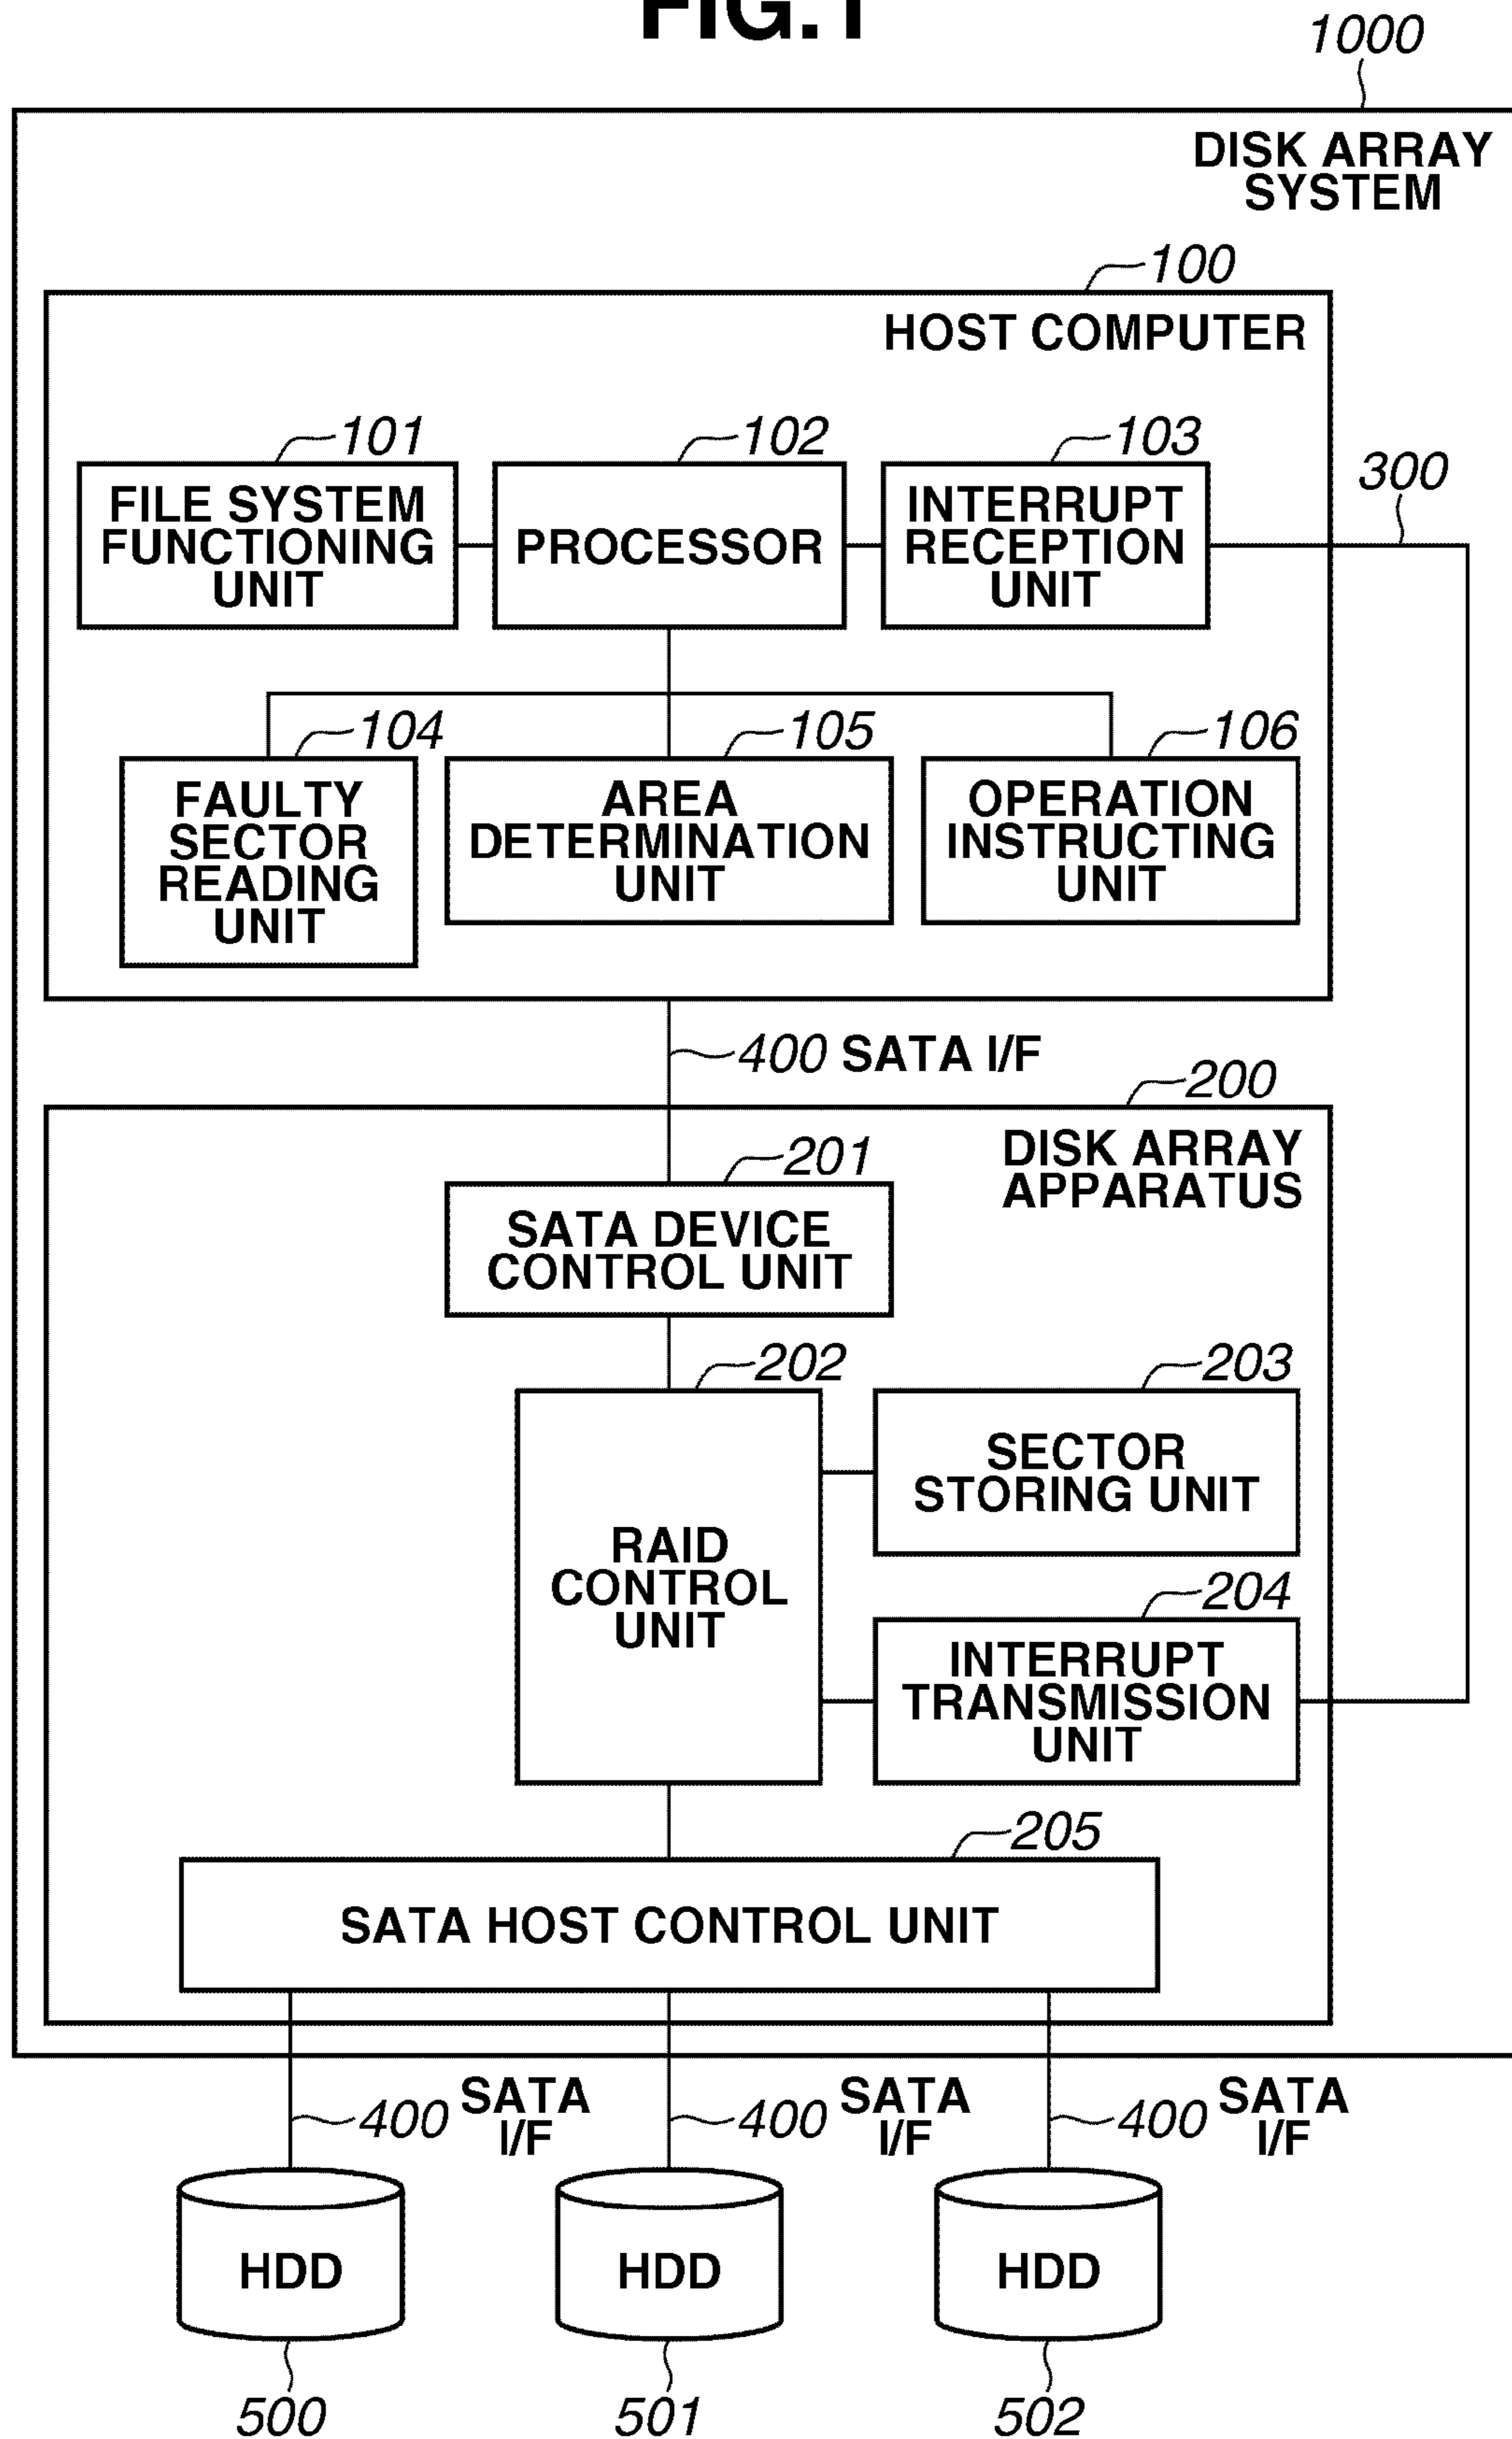 FIG.1
1000
DISK ARRAY
SYSTEM
100
HOST COMPUTER
101
102
103
300
FILE SYSTEM
FUNCTIONING
UNIT
PROCESSOR
INTERRUPT
RECEPTION
UNIT
104
105
106
FAULTY
SECTOR
READING
UNIT
AREA
DETERMINATION
UNIT
OPERATION
INSTRUCTING
UNIT
400 SATA I/F
200
DISK ARRAY
APPARATUS
201
SATA DEVICE
CONTROL UNIT
202
203
RAID
CONTROL
UNIT
SECTOR
STORING UNIT
204
INTERRUPT
TRANSMISSION
UNIT
205
SATA HOST CONTROL UNIT
400
SATA
I/F
400
SATA
I/F
400
SATA
I/F
HDD
HDD
HDD
500
501
502